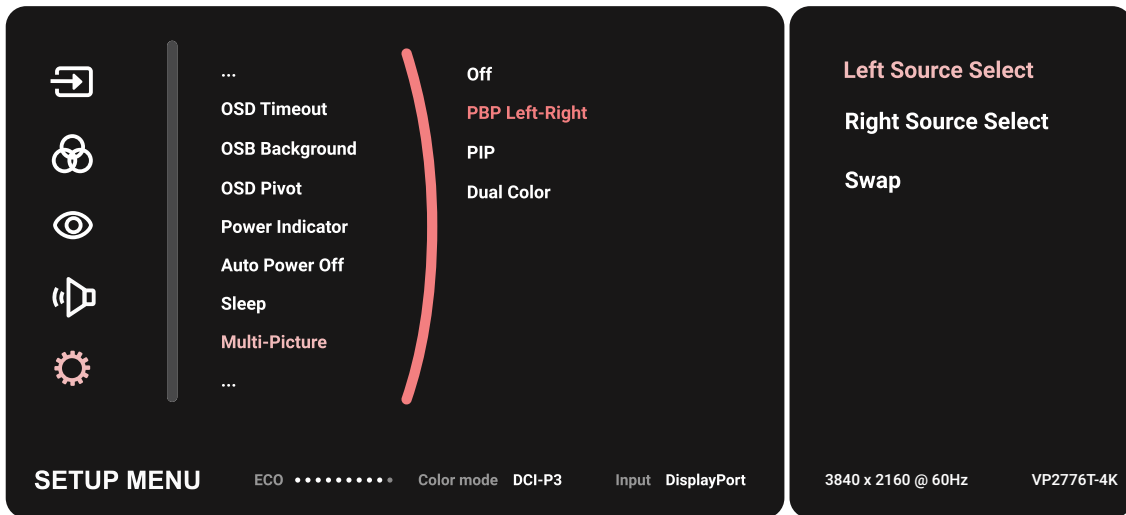 ...
OSD Timeout
OSB Background
OSD Pivot
Power Indicator
Auto Power Off
Sleep
Multi-Picture
...
Off
PBP Left-Right
PIP
Dual Color
Left Source Select
Right Source Select
Swap
SETUP MENU ECO Color mode DCI-P3 Input DisplayPort 3840 x 2160 @ 60Hz VP2776T-4K